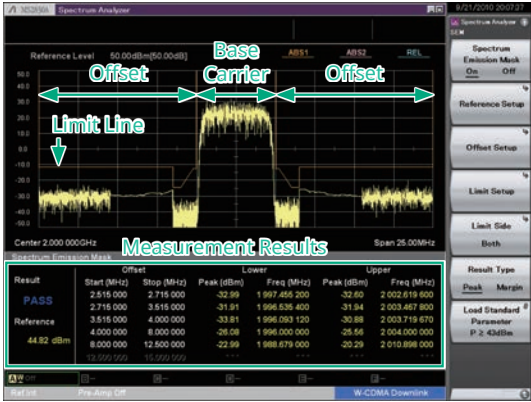 MS2690A Spectrum Analyzer
9/21/2010 20:07:37
Spectrum Analyzer
SEM
Reference Level 50.00dBm(50.00dB)
ABS1 ABS2 REL
Base
Carrier
Offset
Offset
Limit Line
50.0
40.0
30.0
20.0
10.0
0.0
-10.0
-20.0
-30.0
-40.0
-50.0
Center 2.000 000GHz
Span 25.00MHz
Measurement Results
Spectrum Emission Mask
Offset Lower Upper
Result Start (MHz) Stop (MHz) Peak (dBm) Freq (MHz) Peak (dBm) Freq (MHz)
PASS
Reference
44.82 dBm
2.515 000 2.715 000 -32.99 1 997.455 200 -32.60 2 002.619 600
2.715 000 3.515 000 -31.91 1 996.535 400 -31.94 2 003.467 800
3.515 000 4.000 000 -33.81 1 996.093 120 -30.88 2 003.719 670
4.000 000 8.000 000 -26.08 1 996.000 000 -25.56 2 004.000 000
8.000 000 12.500 000 -22.99 1 988.679 000 -20.29 2 010.898 000
12.500 000 15.000 000 *** *** *** ***
Off
Ref.Int Pre-Amp Off W-CDMA Downlink
Spectrum
Emission Mask
On Off
Reference Setup
Offset Setup
Limit Setup
Limit Side
Both
Result Type
Peak Margin
Load Standard
Parameter
P ≥ 43dBm